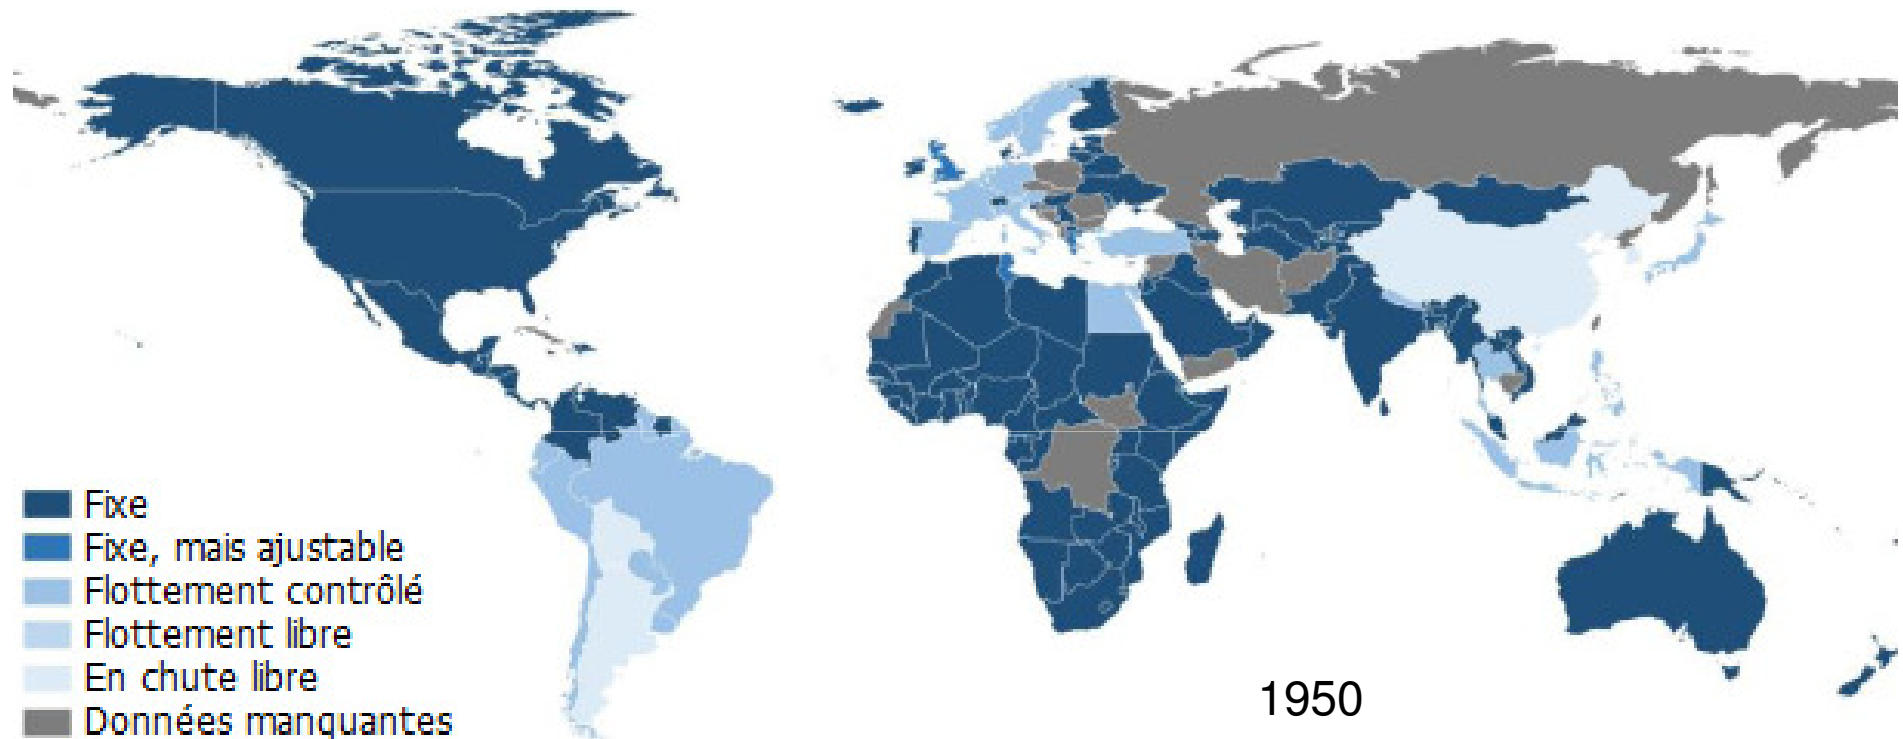 Fixe
Fixe, mais ajustable
Flottement contrôlé
Flottement libre
En chute libre
Données manquantes
1950